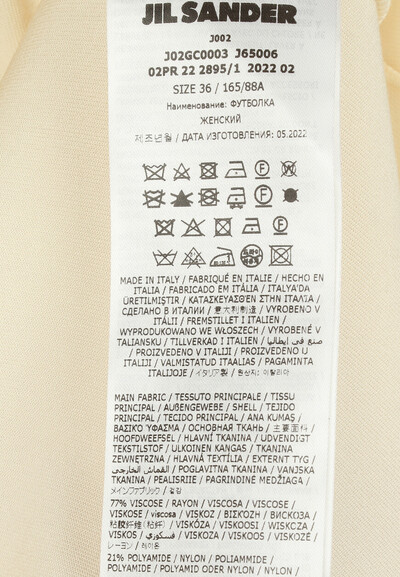 JIL SANDER
J002
J02GC0003 J65006
02PR 22 2895/1 2022 02
SIZE 36 / 165/88A
Наименование: ФУТБОЛКА
ЖЕНСКИЙ
제조년월 / ДАТА ИЗГОТОВЛЕНИЯ: 05.2022
MADE IN ITALY / FABRIQUÉ EN ITALIE / HECHO EN
ITALIA / FABRICADO EM ITÁLIA / ITALYA'DA
ÜRETILMIŞTIR / ΚΑΤΑΣΚΕΥΑΣΘΕΝ ΣΤΗΝ ΙΤΑΛΊΑ /
СДЕЛАНО В ИТАЛИИ / 意大利制造 / VYROBENO V
ITÁLII / FREMSTILLET I ITALIEN /
WYPRODUKOWANO WE WŁOSZECH / VYROBENÉ V
TALIANSKU / TILLVERKAD I ITALIEN / صنع في إيطاليا
/ PROIZVEDENO V ITALIJI / PROIZVEDENO U
ITALIJI / VALMISTATUD ITAALIAS / PAGAMINTA
ITALIJOJE / イタリア製 / 원산지: 이탈리아
MAIN FABRIC / TESSUTO PRINCIPALE / TISSU
PRINCIPAL / AUßENGEWEBE / SHELL / TEJIDO
PRINCIPAL / TECIDO PRINCIPAL / ANA KUMAŞ /
ΒΑΣΙΚΌ ΎΦΑΣΜΑ / ОСНОВНАЯ ТКАНЬ / 主要面料 /
HOOFDWEEFSEL / HLAVNÍ TKANINA / UDVENDIGT
TEKSTILSTOF / ULKOINEN KANGAS / TKANINA
ZEWNĘTRZNA / HLAVNÁ TEXTÍLIA / EXTERNT TYG /
القماش الخارجي / POGLAVITNA TKANINA / VANJSKA
TKANINA / PEALISRIIE / PAGRINDINĖ MEDŽIAGA /
メインファブリック / 겉감
77% VISCOSE / RAYON / VISCOSA / VISCOSE /
VISKOSE / viscosa / VISKOZ / ΒΙΣΚΌΖΗ / ВИСКОЗА /
粘胶纤维(粘纤) / VISKÓZA / VISKOOSI / WISKOZA /
VISKOS / فسكوزي / VISKOZA / VISKOOS / VISKOZĖ /
レーヨン / 레이온
21% POLYAMIDE / NYLON / POLIAMMIDE /
POLYAMIDE / POLYAMID ODER NYLON / NYLON /